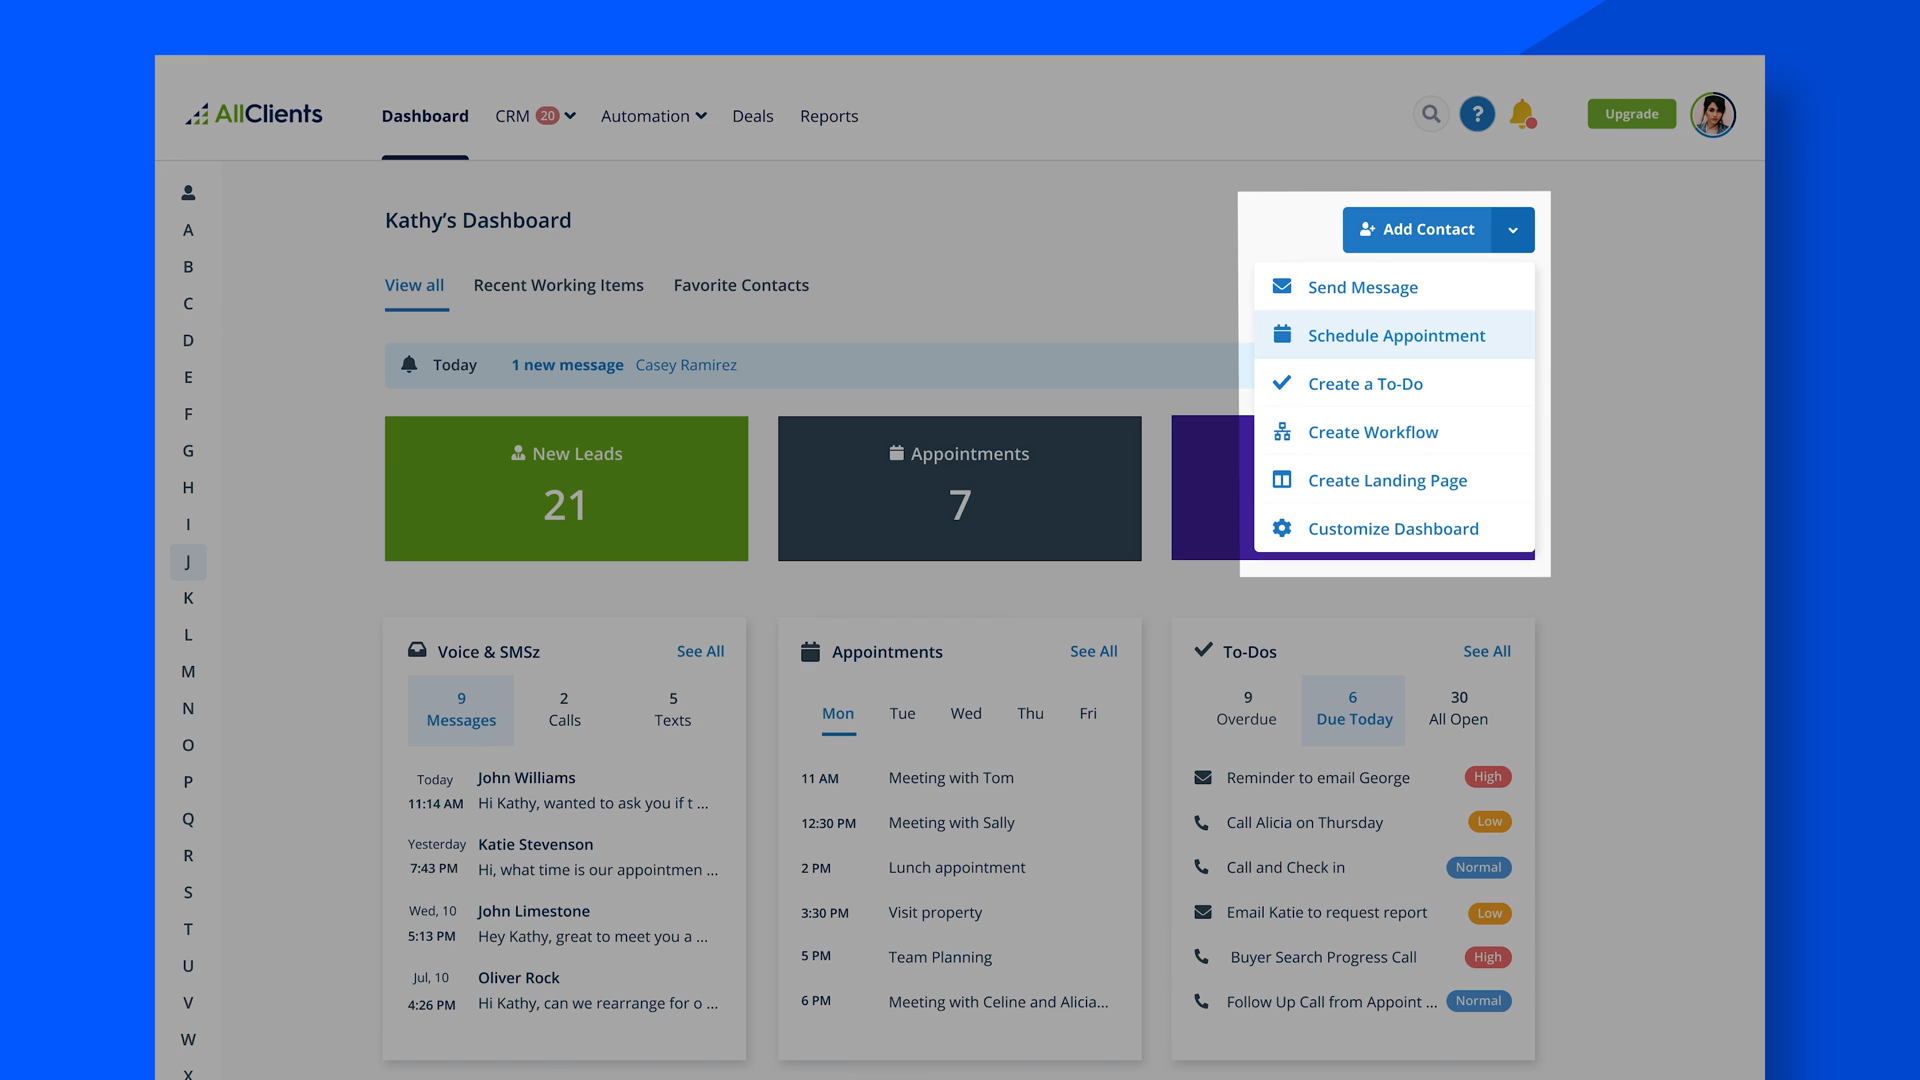 AllClients
Dashboard
CRM 20
Automation
Deals
Reports
?
Upgrade
A
B
C
D
E
F
G
H
I
J
K
L
M
N
O
P
Q
R
S
T
U
V
W
X
Kathy's Dashboard
Add Contact
View all
Recent Working Items
Favorite Contacts
Send Message
Schedule Appointment
Create a To-Do
Create Workflow
Create Landing Page
Customize Dashboard
Today 1 new message Casey Ramirez
New Leads
21
Appointments
7
Voice & SMSz See All
9 Messages
2 Calls
5 Texts
Today John Williams
11:14 AM Hi Kathy, wanted to ask you if t ...
Yesterday Katie Stevenson
7:43 PM Hi, what time is our appointmen ...
Wed, 10 John Limestone
5:13 PM Hey Kathy, great to meet you a ...
Jul, 10 Oliver Rock
4:26 PM Hi Kathy, can we rearrange for o ...
Appointments See All
Mon Tue Wed Thu Fri
11 AM Meeting with Tom
12:30 PM Meeting with Sally
2 PM Lunch appointment
3:30 PM Visit property
5 PM Team Planning
6 PM Meeting with Celine and Alicia...
To-Dos See All
9 Overdue
6 Due Today
30 All Open
Reminder to email George High
Call Alicia on Thursday Low
Call and Check in Normal
Email Katie to request report Low
Buyer Search Progress Call High
Follow Up Call from Appoint ... Normal